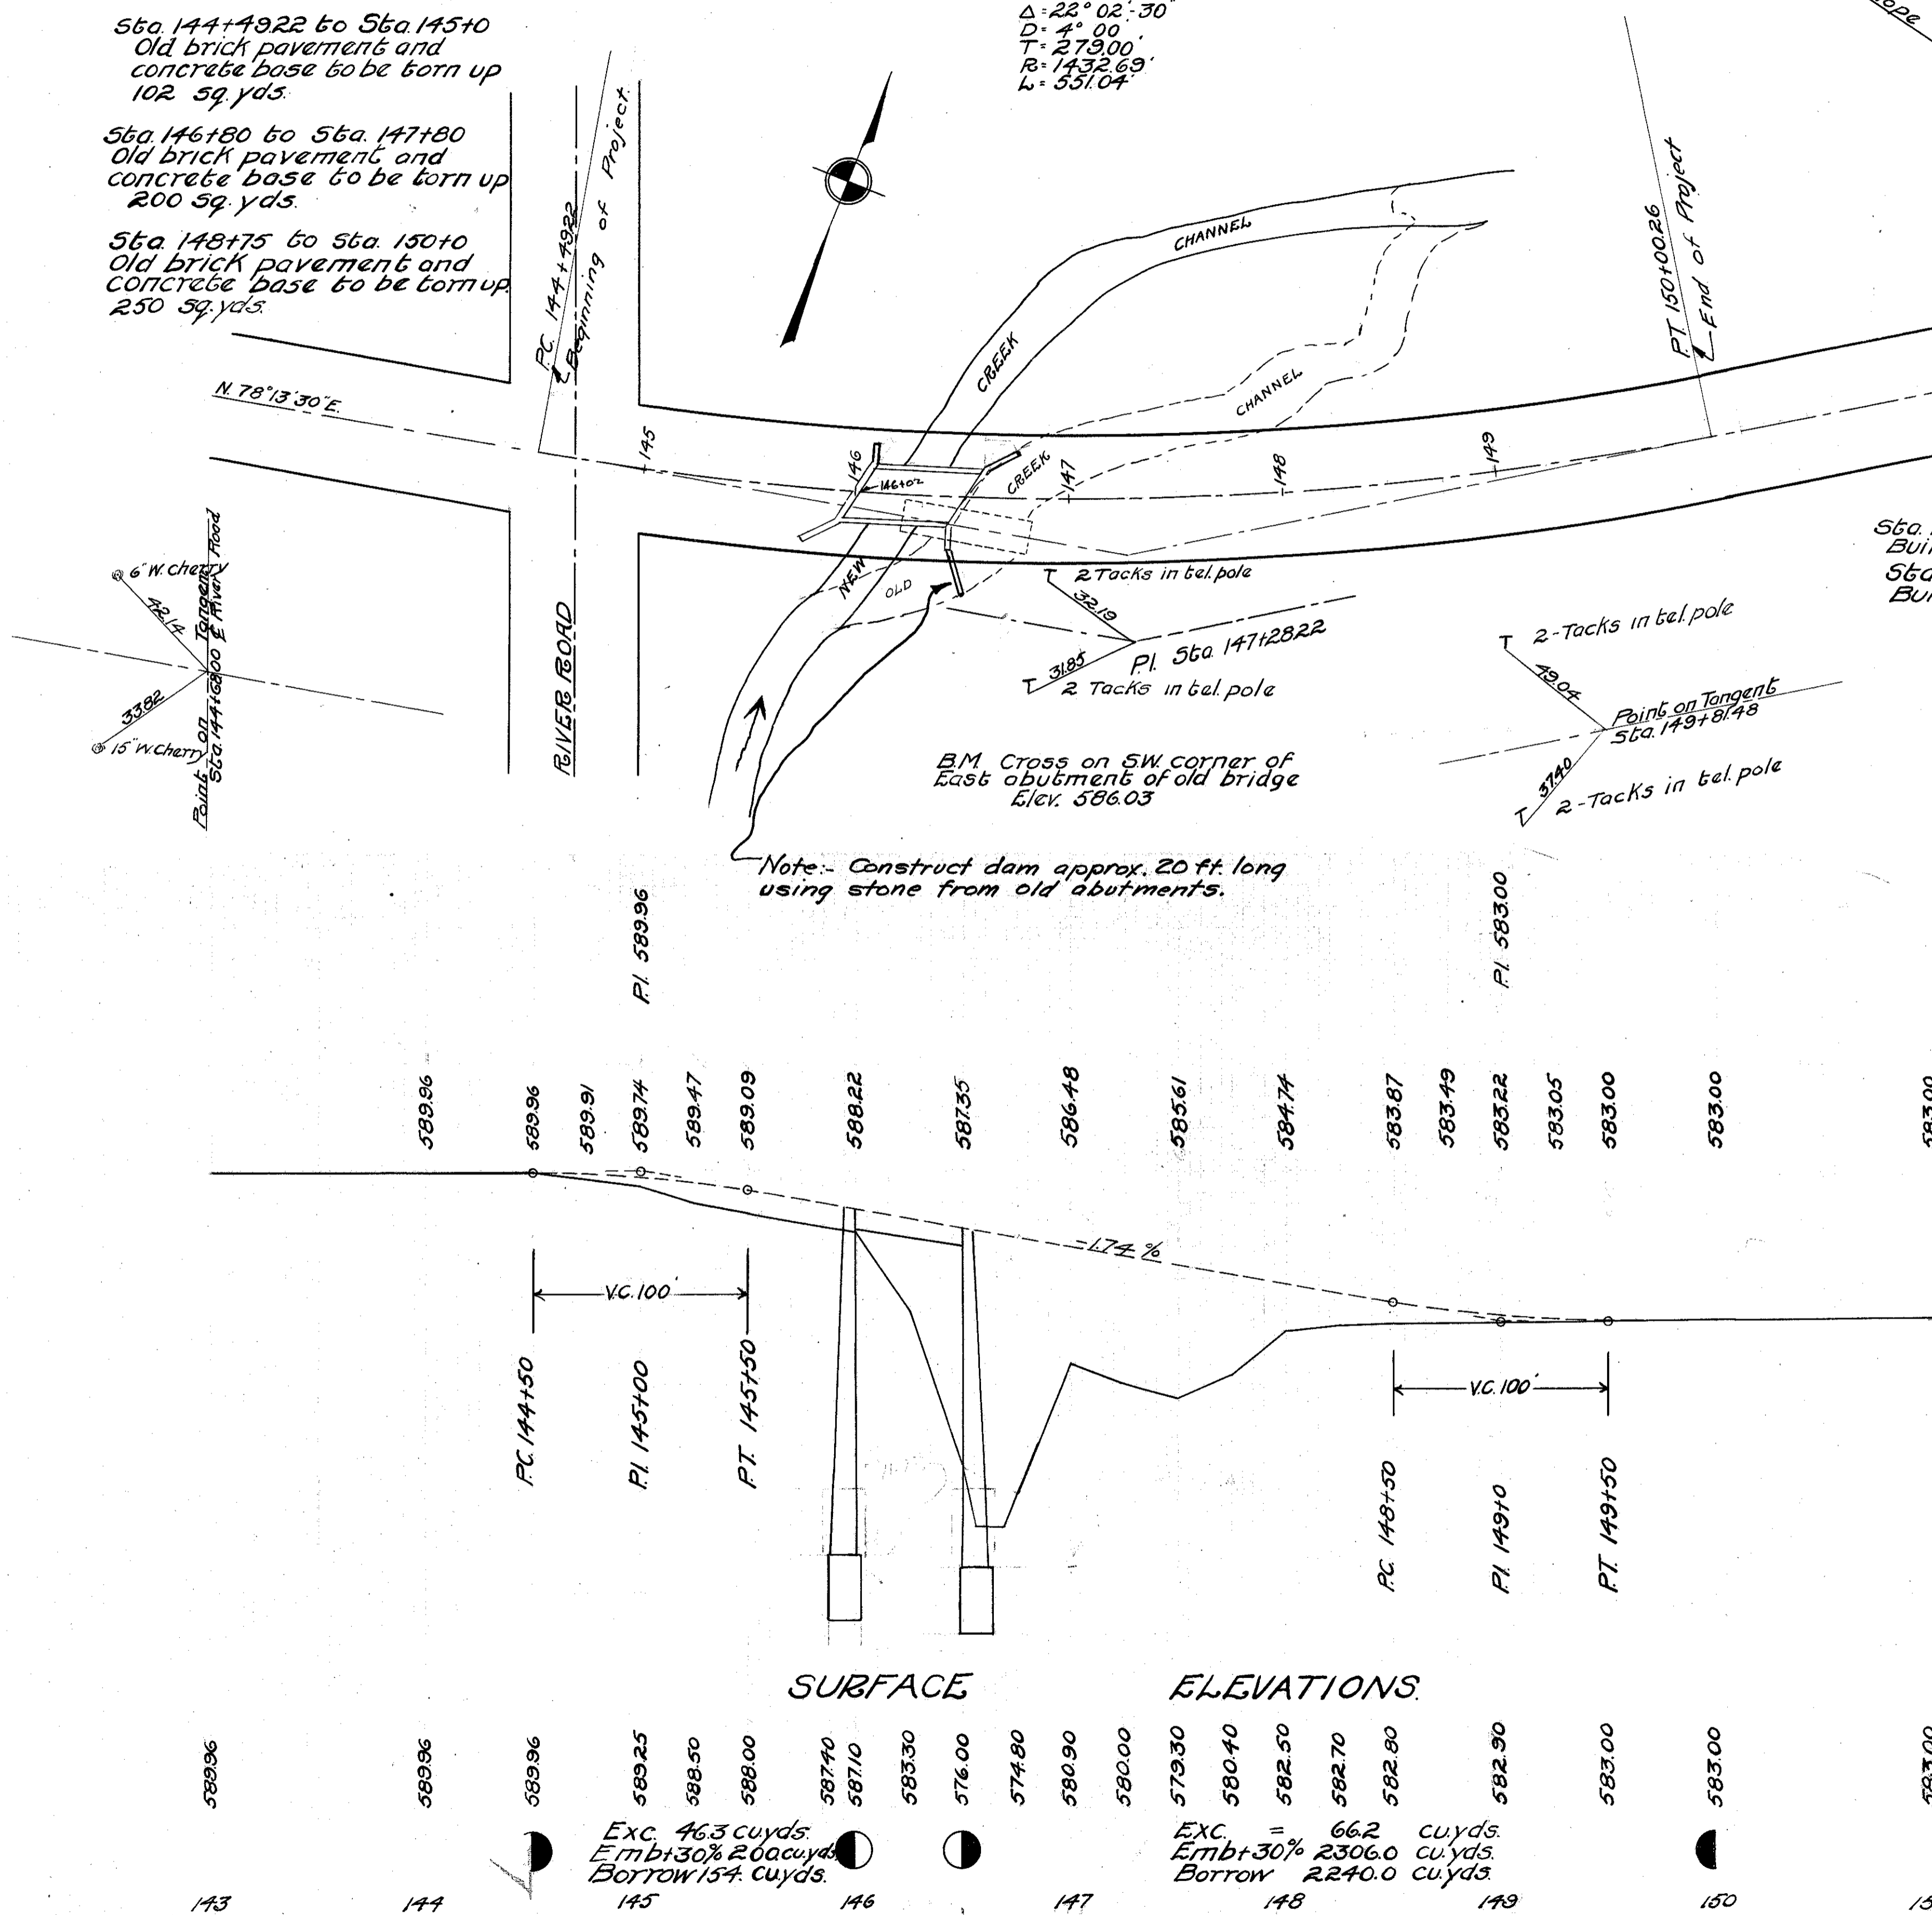 Sta. 144+49.22 to Sta. 145+0
Old brick pavement and
concrete base to be torn up
102 sq. yds.
Sta. 146+80 to Sta. 147+80
Old brick pavement and
concrete base to be torn up
200 sq. yds.
Sta. 148+75 to Sta. 150+0
Old brick pavement and
concrete base to be torn up.
250 sq. yds.
Δ = 22° 02'-30"
D = 4° 00'
T = 279.00'
R = 1432.69'
L = 551.04'
P.C. 144+49.22
Beginning of Project.
P.T. 150+00.26
End of Project
N. 78°13'30"E.
CREEK CHANNEL
CREEK CHANNEL
NEW
OLD
145
146
146+02
147
148
149
RIVER ROAD
6" W. Cherry
42.14
33.82
15" W. Cherry
Point on Tangent
Sta. 144+68.00 ₵ River Road
2 Tacks in tel. pole
32.19
31.85
P.I. Sta. 147+28.22
2 Tacks in tel. pole
2-Tacks in tel. pole
49.04
Point on Tangent
Sta. 149+81.48
37.40
2-Tacks in tel. pole
Sta.
Sta
B.M. Cross on S.W. corner of
East abutment of old bridge
Elev. 586.03
Note:- Construct dam approx. 20 ft. long
using stone from old abutments.
P.I. 589.96
P.I. 583.00
589.96 589.96 589.91 589.74 589.47 589.09 588.22 587.35 586.48 585.61 584.74 583.87 583.49 583.22 583.05 583.00 583.00 583.00
-1.74 %
V.C. 100'
V.C. 100'
P.C. 144+50
P.I. 145+00
P.T. 145+50
P.C. 148+50
P.I. 149+0
P.T. 149+50
SURFACE ELEVATIONS.
589.96 589.96 589.96 589.25 588.50 588.00 587.40 587.10 583.30 576.00 574.80 580.90 580.00 579.30 580.40 582.50 582.70 582.80 582.90 583.00 583.00 583.00
Exc. 46.3 cu.yds.
Emb+30% 200. cu.yds.
Borrow 154. cu.yds.
Exc. = 66.2 cu.yds.
Emb+30% 2306.0 cu.yds.
Borrow 2240.0 cu.yds.
143 144 145 146 147 148 149 150